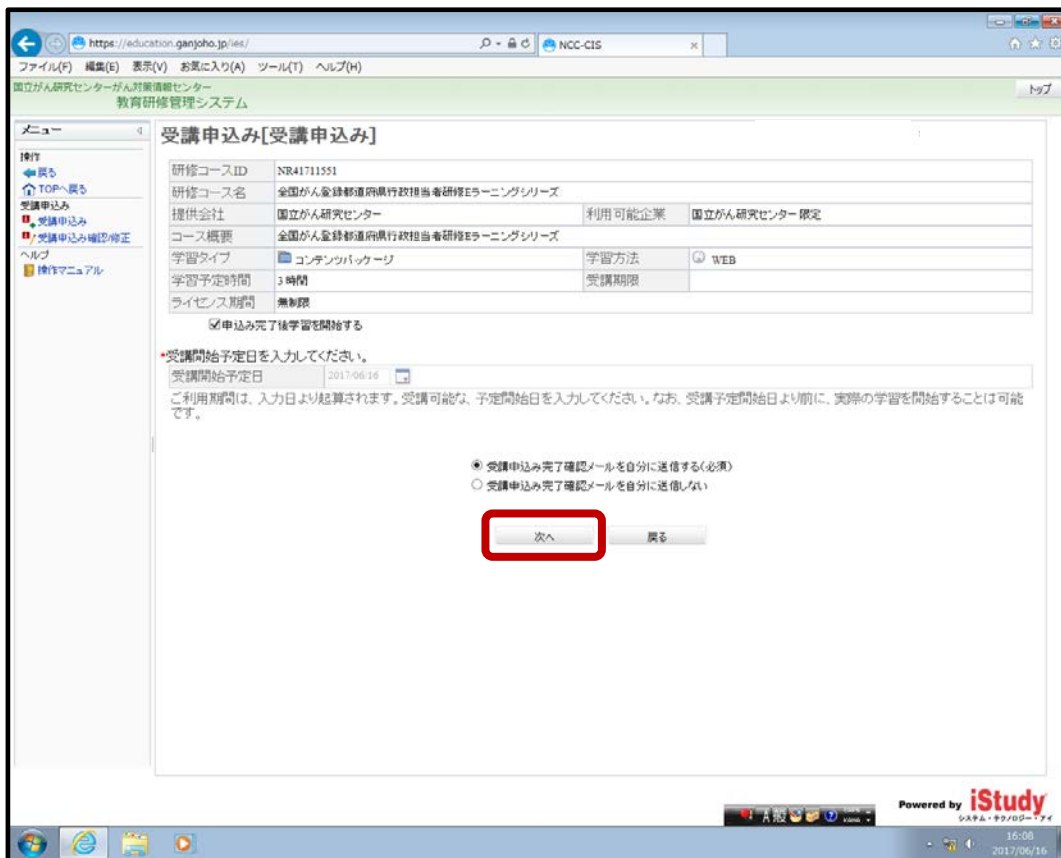 https://education.ganjoho.jp/ies/
NCC-CIS
ファイル(F) 編集(E) 表示(V) お気に入り(A) ツール(T) ヘルプ(H)
国立がん研究センターがん対策情報センター
教育研修管理システム
トップ
メニュー
操作
戻る
TOPへ戻る
受講申込み
受講申込み
受講申込み確認/修正
ヘルプ
操作マニュアル
受講申込み[受講申込み]
研修コースID NR41711551
研修コース名 全国がん登録都道府県行政担当者研修Eラーニングシリーズ
提供会社 国立がん研究センター 利用可能企業 国立がん研究センター 限定
コース概要 全国がん登録都道府県行政担当者研修Eラーニングシリーズ
学習タイプ コンテンツパッケージ 学習方法 WEB
学習予定時間 3 時間 受講期限
ライセンス期間 無制限
申込み完了後学習を開始する
*受講開始予定日を入力してください。
受講開始予定日 2017/06/16
ご利用期間は、入力日より起算されます。受講可能な、予定開始日を入力してください。なお、受講予定開始日より前に、実際の学習を開始することは可能
です。
受講申込み完了確認メールを自分に送信する(必須)
受講申込み完了確認メールを自分に送信しない
次へ 戻る
Powered by iStudy
システム・テクノロジー・アイ
A 般
16:08
2017/06/16